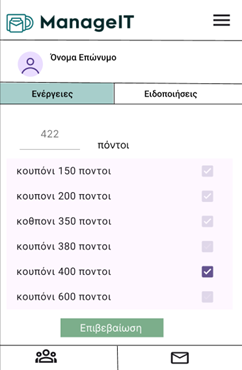 ManageIT
Όνομα Επώνυμο
Ενέργειες Ειδοποιήσεις
422 πόντοι
κουπόνι 150 ποντοι
κουπονι 200 ποντοι
κοθπονι 350 ποντοι
κουπόνι 380 ποντοι
κουπόνι 400 ποντοι
κουπόνι 600 ποντοι
Επιβεβαίωση